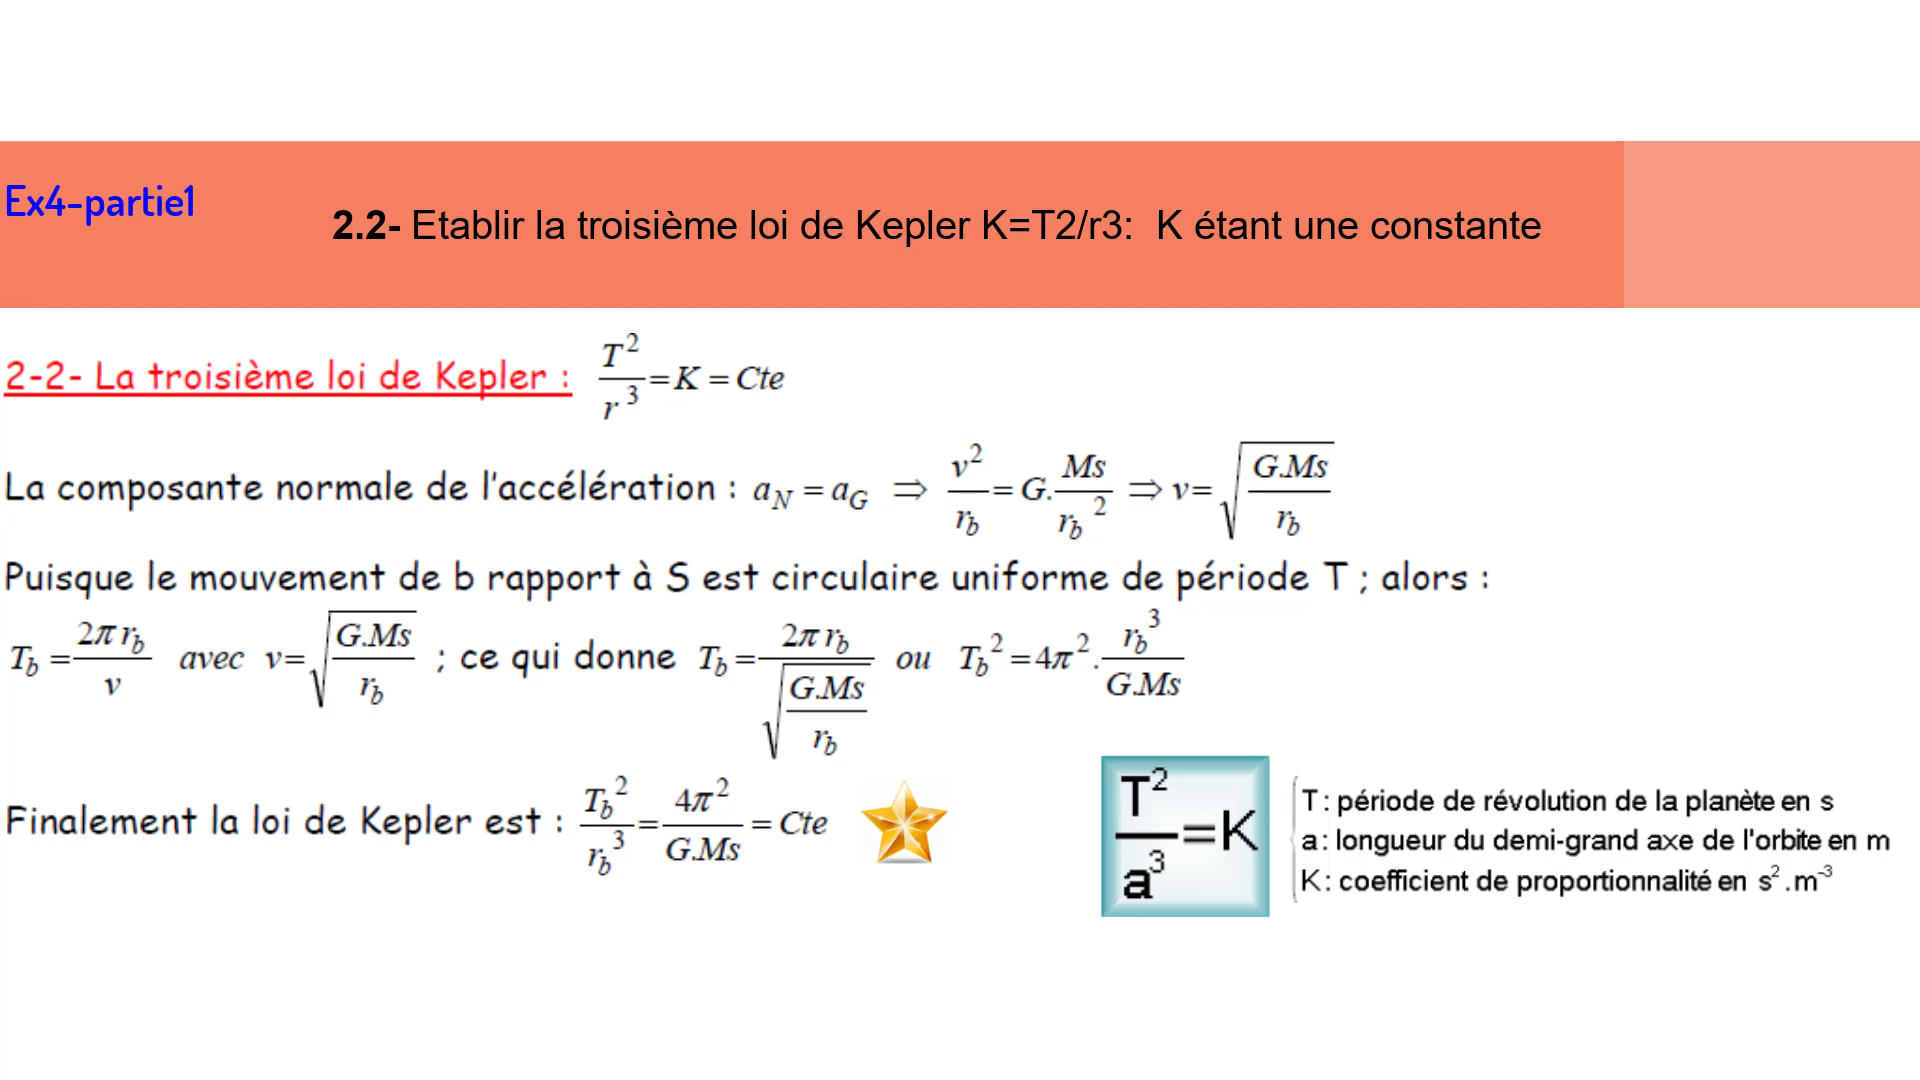 Ex4-partie1
2.2- Etablir la troisième loi de Kepler K=T2/r3: K étant une constante
2-2- La troisième loi de Kepler : T²/r³ = K = Cte
La composante normale de l'accélération : a_N = a_G ⇒ v²/r_b = G.Ms/r_b² ⇒ v = √(G.Ms/r_b)
Puisque le mouvement de b rapport à S est circulaire uniforme de période T ; alors :
T_b = 2π r_b/v avec v = √(G.Ms/r_b) ; ce qui donne T_b = 2π r_b/√(G.Ms/r_b) ou T_b² = 4π².r_b³/G.Ms
Finalement la loi de Kepler est : T_b²/r_b³ = 4π²/G.Ms = Cte
T²/a³ = K
T : période de révolution de la planète en s
a : longueur du demi-grand axe de l'orbite en m
K : coefficient de proportionnalité en s².m⁻³